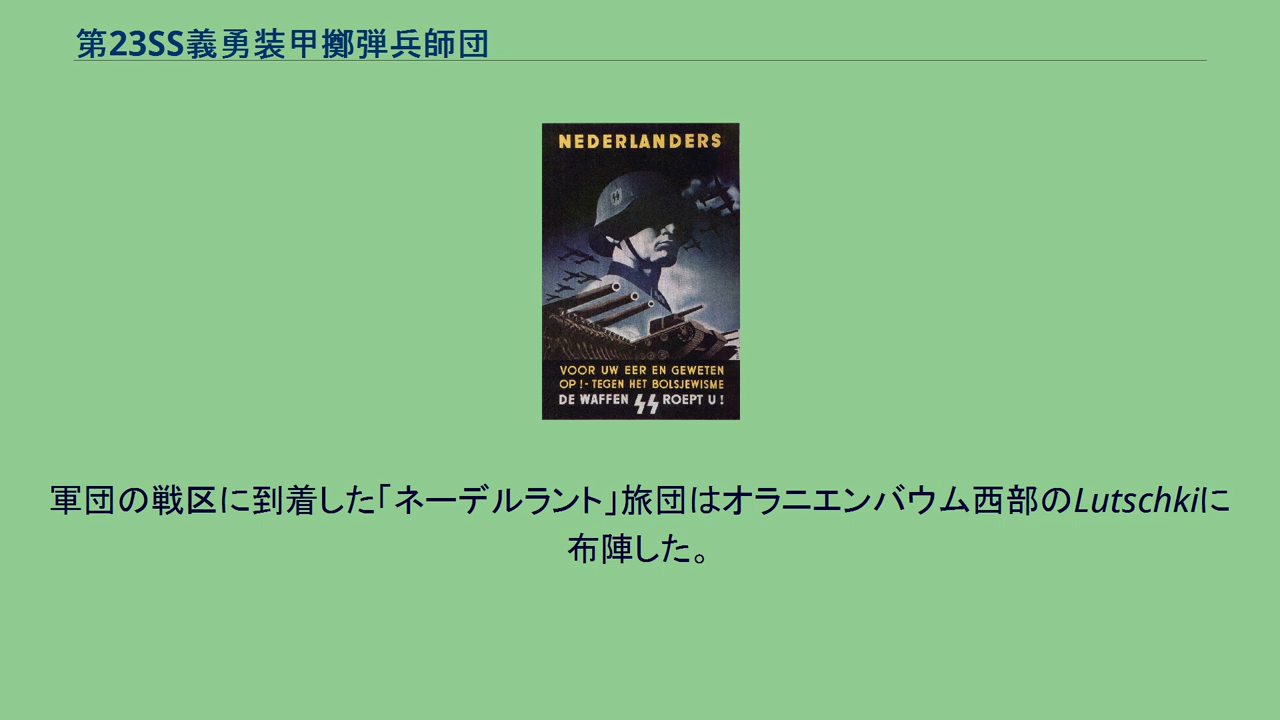 第23SS義勇装甲擲弾兵師団
NEDERLANDERS
VOOR UW EER EN GEWETEN
OP!- TEGEN HET BOLSJEWISME
DE WAFFEN SS ROEPT U!
軍団の戦区に到着した「ネーデルラント」旅団はオラニエンバウム西部のLutschkiに
布陣した。